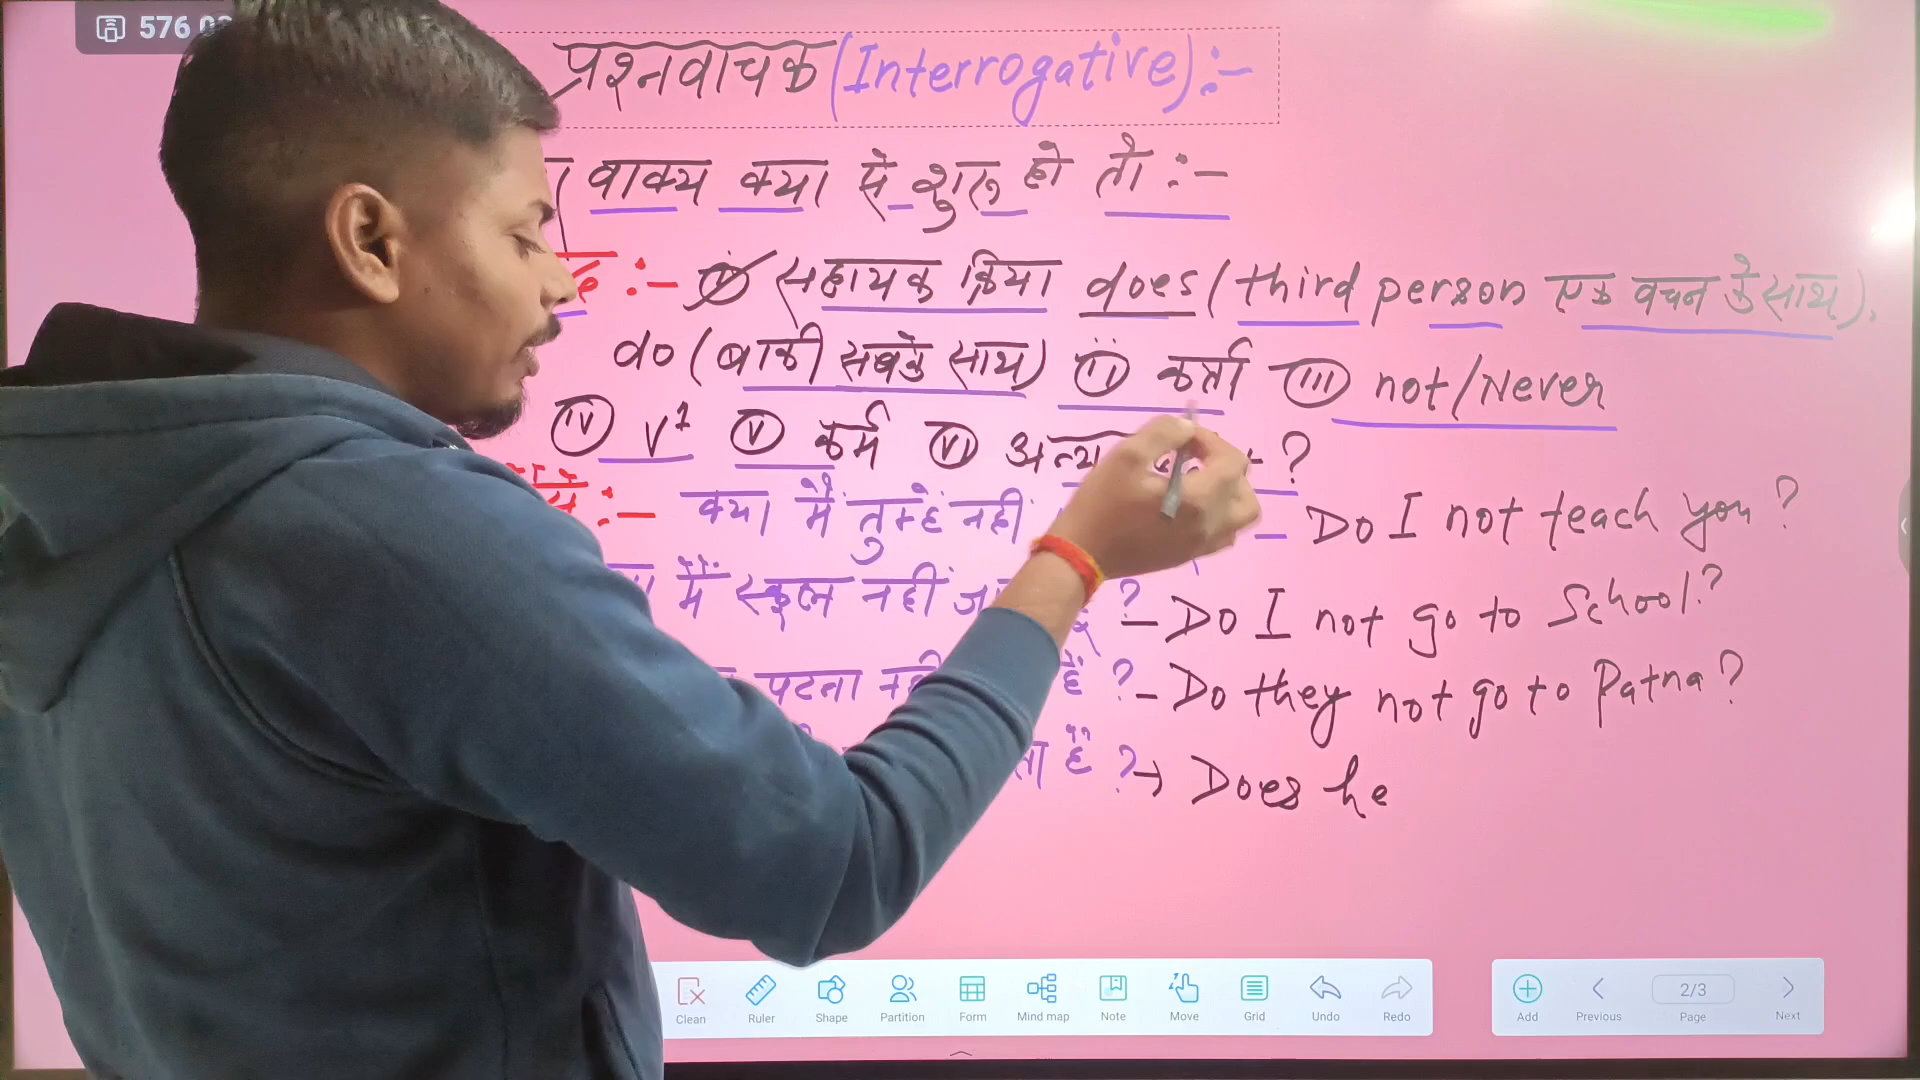 576
प्रश्नवाचक (Interrogative) :-
वाक्य क्या से शुरू हो तो :-
:- (i) सहायक क्रिया does (third person एक वचन के साथ).
do (बाकी सबके साथ) (ii) कर्ता (iii) not/Never
(iv) V1 (v) कर्म (vi) अन्य ?
:- क्या मैं तुम्हें नहीं - Do I not teach you ?
मैं स्कूल नहीं ? - Do I not go to School ?
पटना हैं ? - Do they not go to Patna ?
है ? → Does he
Clean Ruler Shape Partition Form Mind map Note Move Grid Undo Redo Add Previous 2/3 Page Next